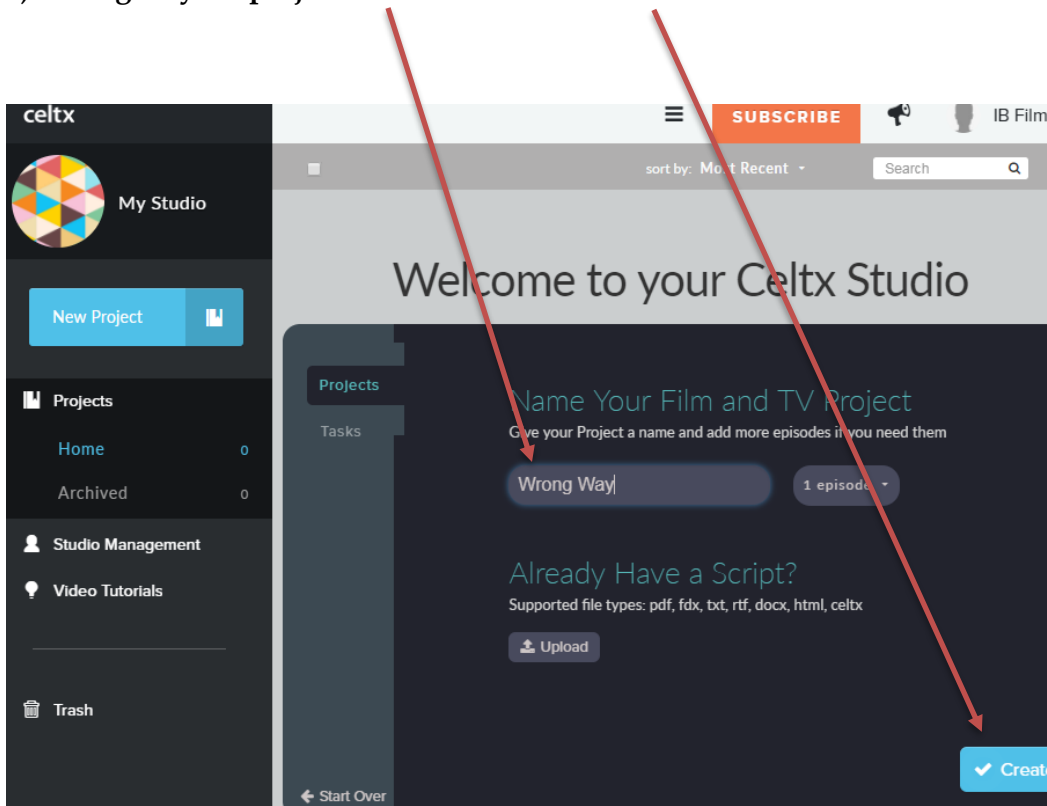 celtx
SUBSCRIBE
IB Film
My Studio
sort by: Most Recent
Search
Welcome to your Celtx Studio
New Project
Projects
Home 0
Archived 0
Studio Management
Video Tutorials
Trash
Projects
Tasks
Name Your Film and TV Project
Give your Project a name and add more episodes if you need them
Wrong Way
1 episode
Already Have a Script?
Supported file types: pdf, fdx, txt, rtf, docx, html, celtx
Upload
Create
Start Over